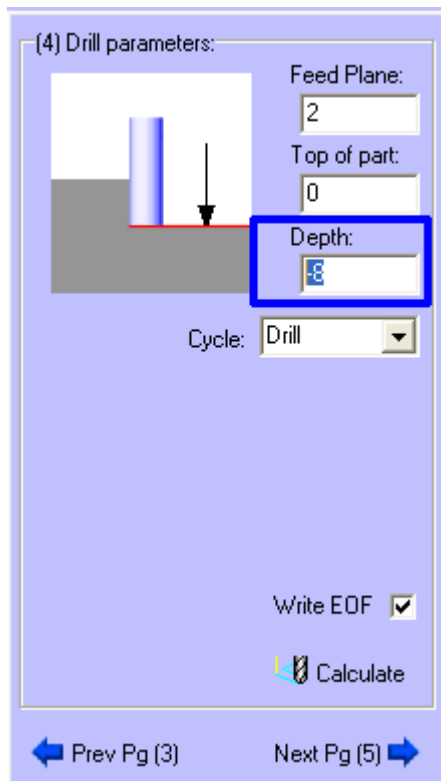 (4) Drill parameters:
Feed Plane:
2
Top of part:
0
Depth:
-8
Cycle: Drill
Write EOF
Calculate
Prev Pg (3) Next Pg (5)